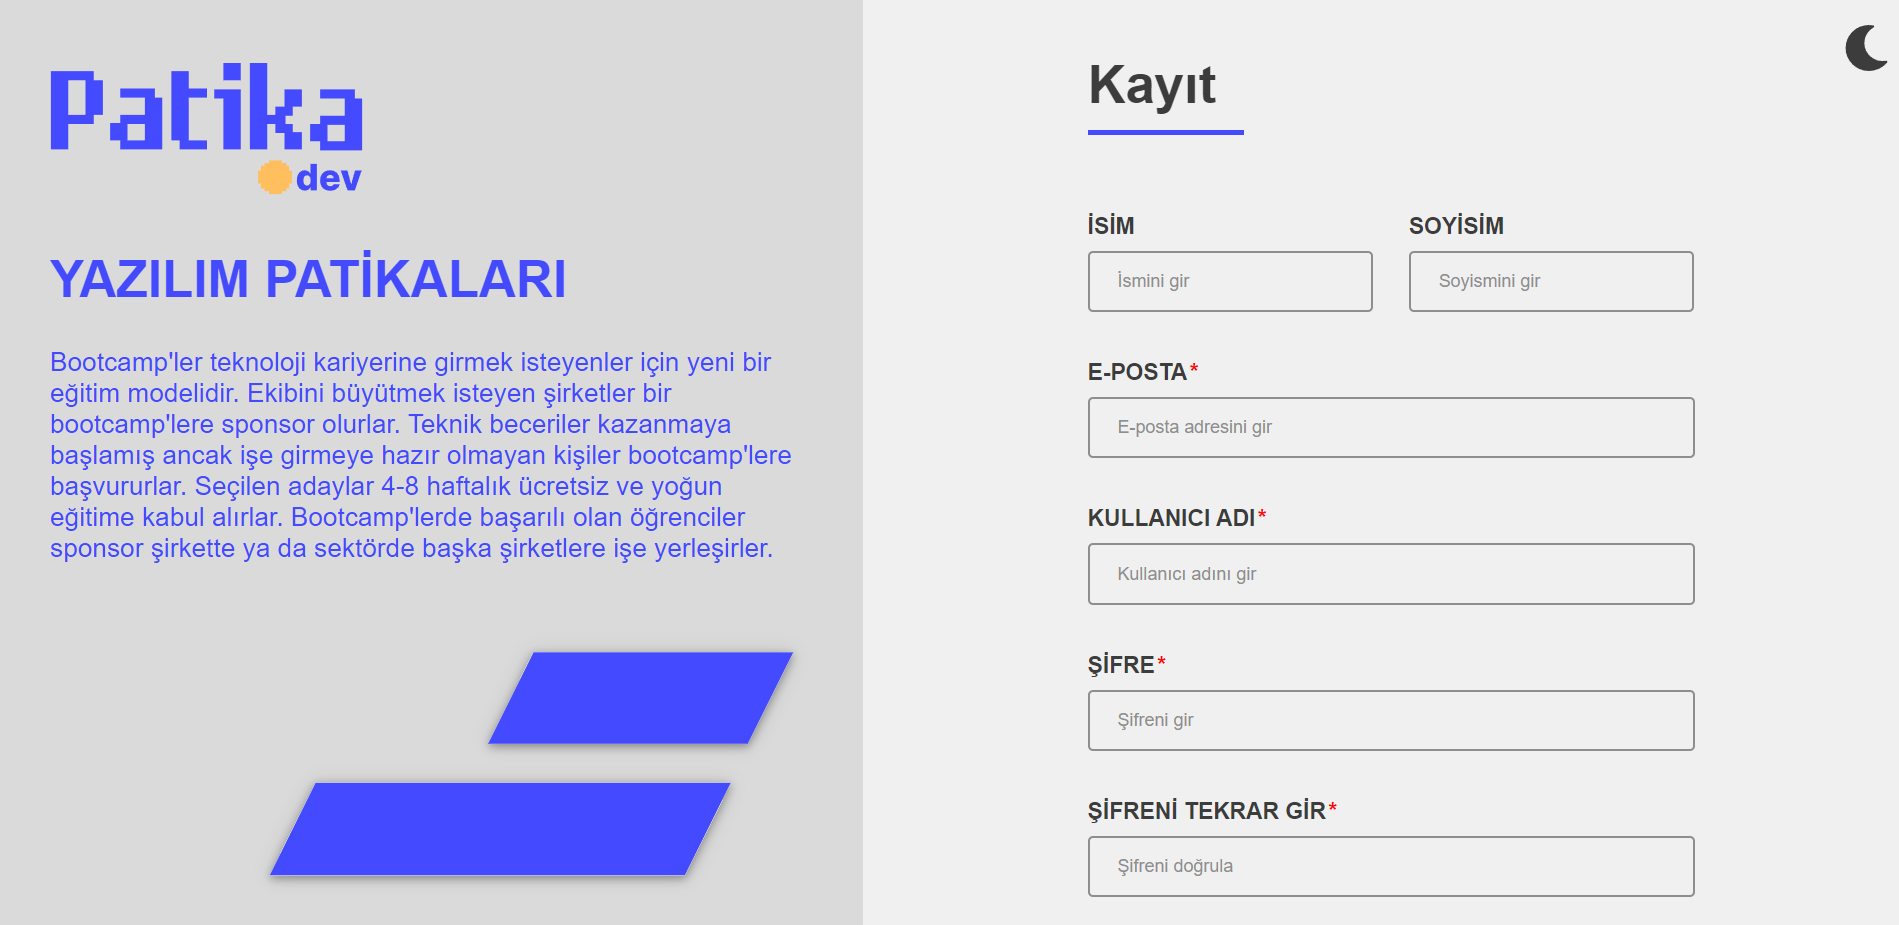 Patika
dev
YAZILIM PATİKALARI
Bootcamp'ler teknoloji kariyerine girmek isteyenler için yeni bir
eğitim modelidir. Ekibini büyütmek isteyen şirketler bir
bootcamp'lere sponsor olurlar. Teknik beceriler kazanmaya
başlamış ancak işe girmeye hazır olmayan kişiler bootcamp'lere
başvururlar. Seçilen adaylar 4-8 haftalık ücretsiz ve yoğun
eğitime kabul alırlar. Bootcamp'lerde başarılı olan öğrenciler
sponsor şirkette ya da sektörde başka şirketlere işe yerleşirler.
Kayıt
İSİM
İsmini gir
SOYİSİM
Soyismini gir
E-POSTA*
E-posta adresini gir
KULLANICI ADI*
Kullanıcı adını gir
ŞİFRE*
Şifreni gir
ŞİFRENİ TEKRAR GİR*
Şifreni doğrula